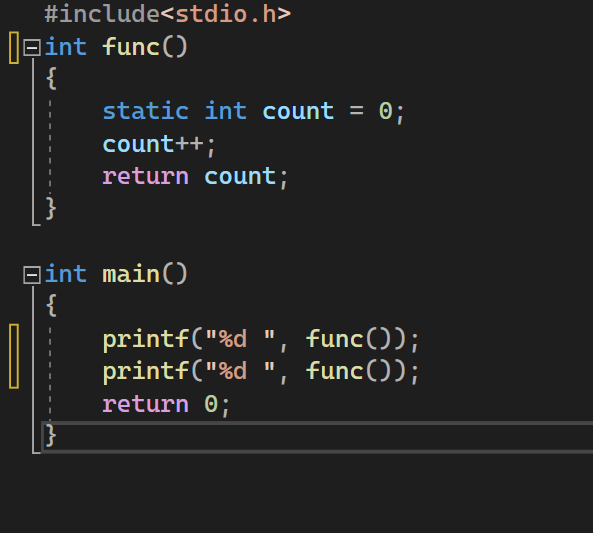 #include<stdio.h>
int func()
{
static int count = 0;
count++;
return count;
}
int main()
{
printf("%d ", func());
printf("%d ", func());
return 0;
}